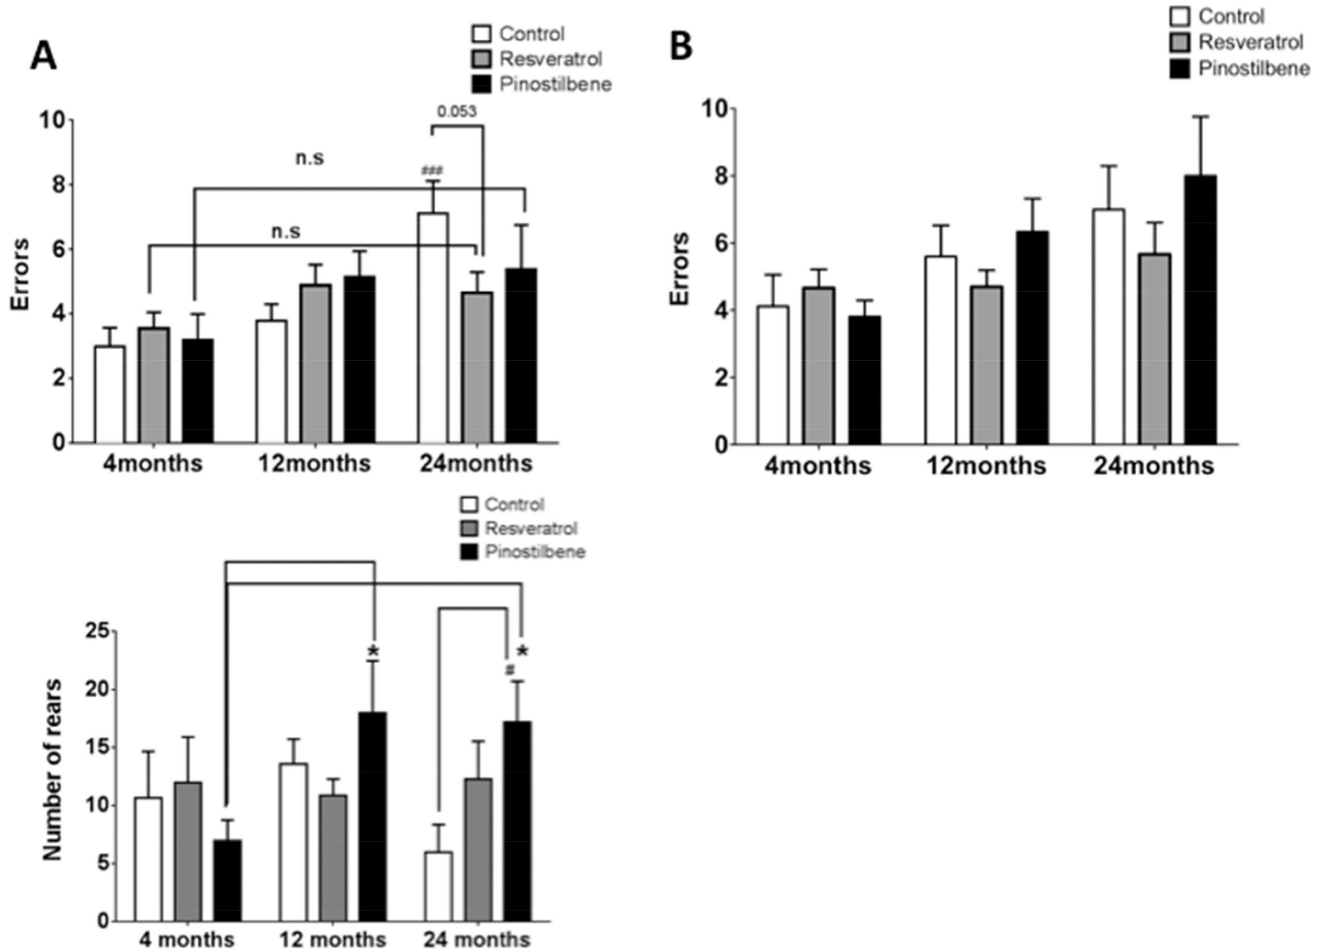 A
Control
Resveratrol
Pinostilbene
0.053
n.s
###
n.s
Errors
10
8
6
4
2
0
4months 12months 24months
B
Control
Resveratrol
Pinostilbene
Errors
10
8
6
4
2
0
4months 12months 24months
Control
Resveratrol
Pinostilbene
Number of rears
25
20
15
10
5
0
*
*
#
4 months 12 months 24 months